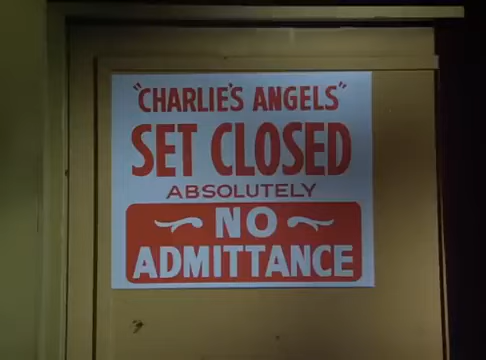 "CHARLIE'S ANGELS"
SET CLOSED
ABSOLUTELY
NO
ADMITTANCE